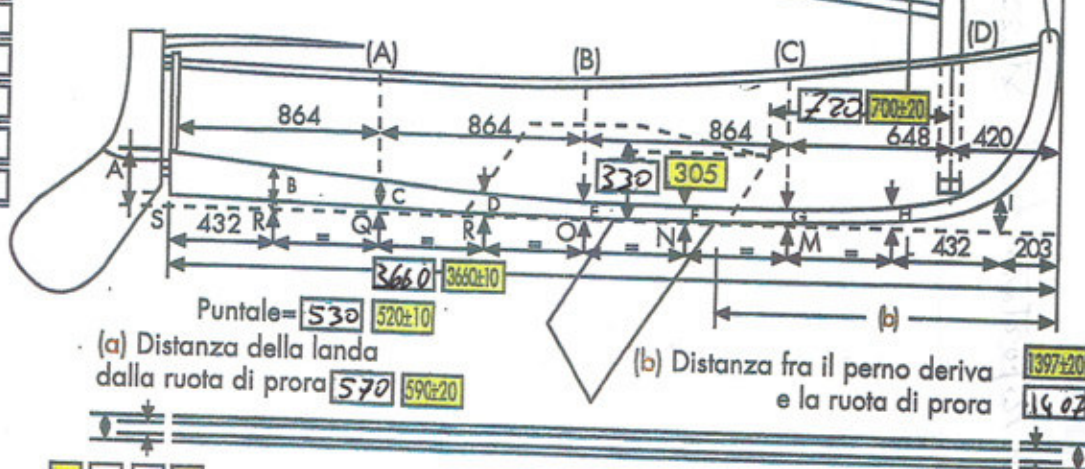 (A) (B) (C) (D)
720 700±20
864 864 864 648 420
330 305
A B C D E F G H I
S 432 R Q R O N M L 432 203
= = = = = =
3660 3660±10
Puntale= 530 520±10
(b)
(a) Distanza della landa
dalla ruota di prora 570 590±20
(b) Distanza fra il perno deriva 1397±20
e la ruota di prora 1407